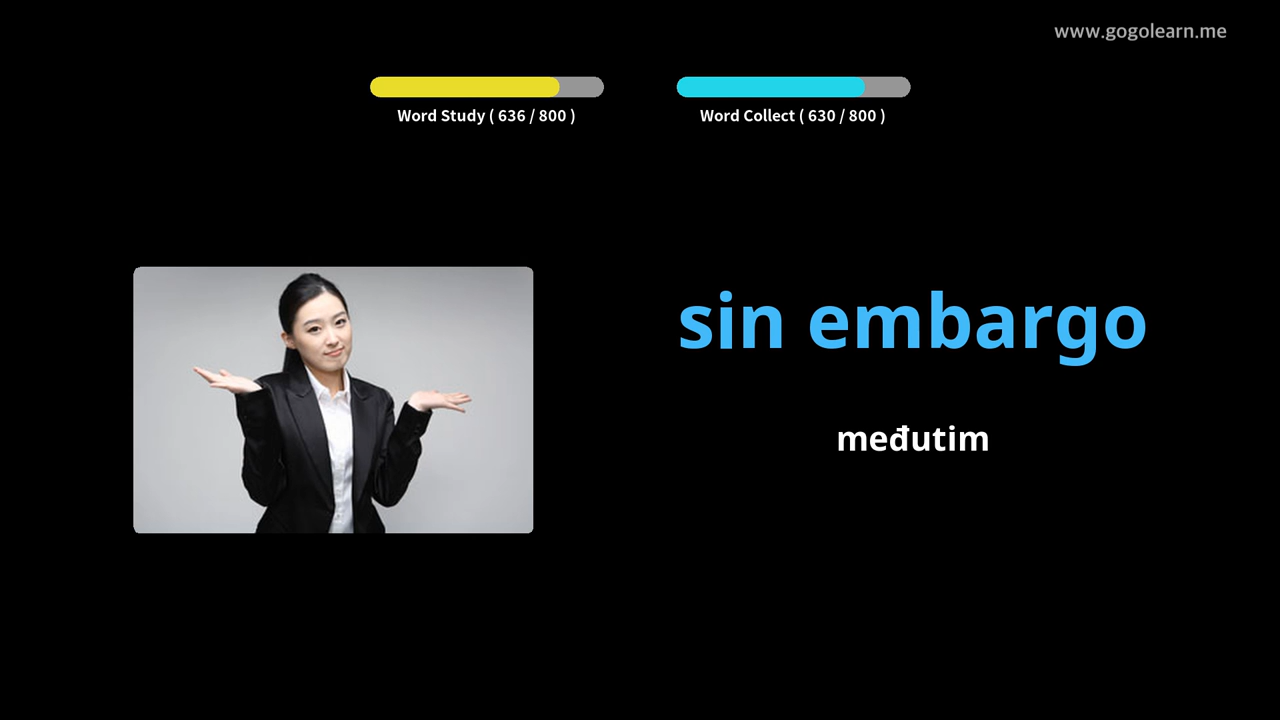 www.gogolearn.me
Word Study ( 636 / 800 )
Word Collect ( 630 / 800 )
sin embargo
međutim